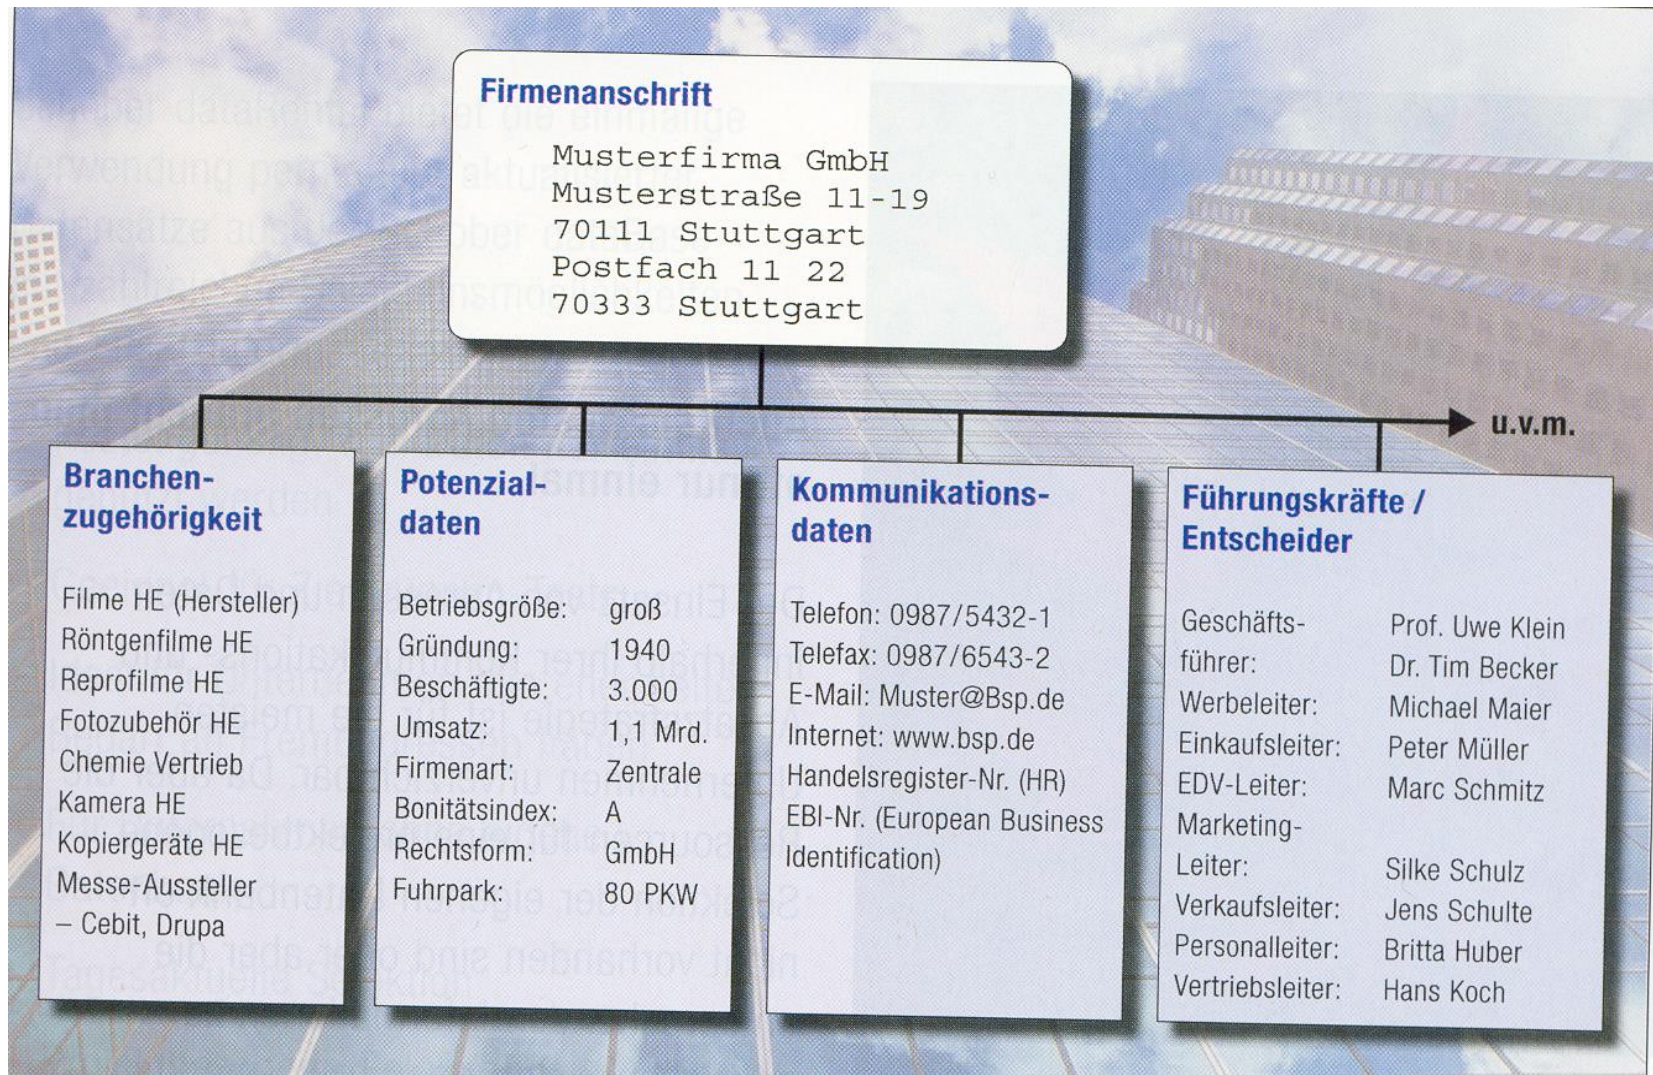 Firmenanschrift
Musterfirma GmbH
Musterstraße 11-19
70111 Stuttgart
Postfach 11 22
70333 Stuttgart
u.v.m.
Branchen-
zugehörigkeit
Filme HE (Hersteller)
Röntgenfilme HE
Reprofilme HE
Fotozubehör HE
Chemie Vertrieb
Kamera HE
Kopiergeräte HE
Messe-Aussteller
– Cebit, Drupa
Potenzial-
daten
Betriebsgröße: groß
Gründung: 1940
Beschäftigte: 3.000
Umsatz: 1,1 Mrd.
Firmenart: Zentrale
Bonitätsindex: A
Rechtsform: GmbH
Fuhrpark: 80 PKW
Kommunikations-
daten
Telefon: 0987/5432-1
Telefax: 0987/6543-2
E-Mail: Muster@Bsp.de
Internet: www.bsp.de
Handelsregister-Nr. (HR)
EBI-Nr. (European Business
Identification)
Führungskräfte /
Entscheider
Geschäfts- Prof. Uwe Klein
führer: Dr. Tim Becker
Werbeleiter: Michael Maier
Einkaufsleiter: Peter Müller
EDV-Leiter: Marc Schmitz
Marketing-
Leiter: Silke Schulz
Verkaufsleiter: Jens Schulte
Personalleiter: Britta Huber
Vertriebsleiter: Hans Koch